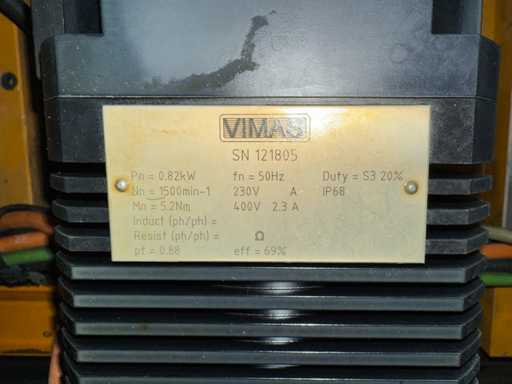 VIMAS
SN 121805
Pn = 0.82kW fn = 50Hz Duty = S3 20%
Nn = 1500min-1 230V A IP68
Mn = 5.2Nm 400V 2.3 A
Induct (ph/ph) =
Resist (ph/ph) = Ω
pf = 0.88 eff = 69%